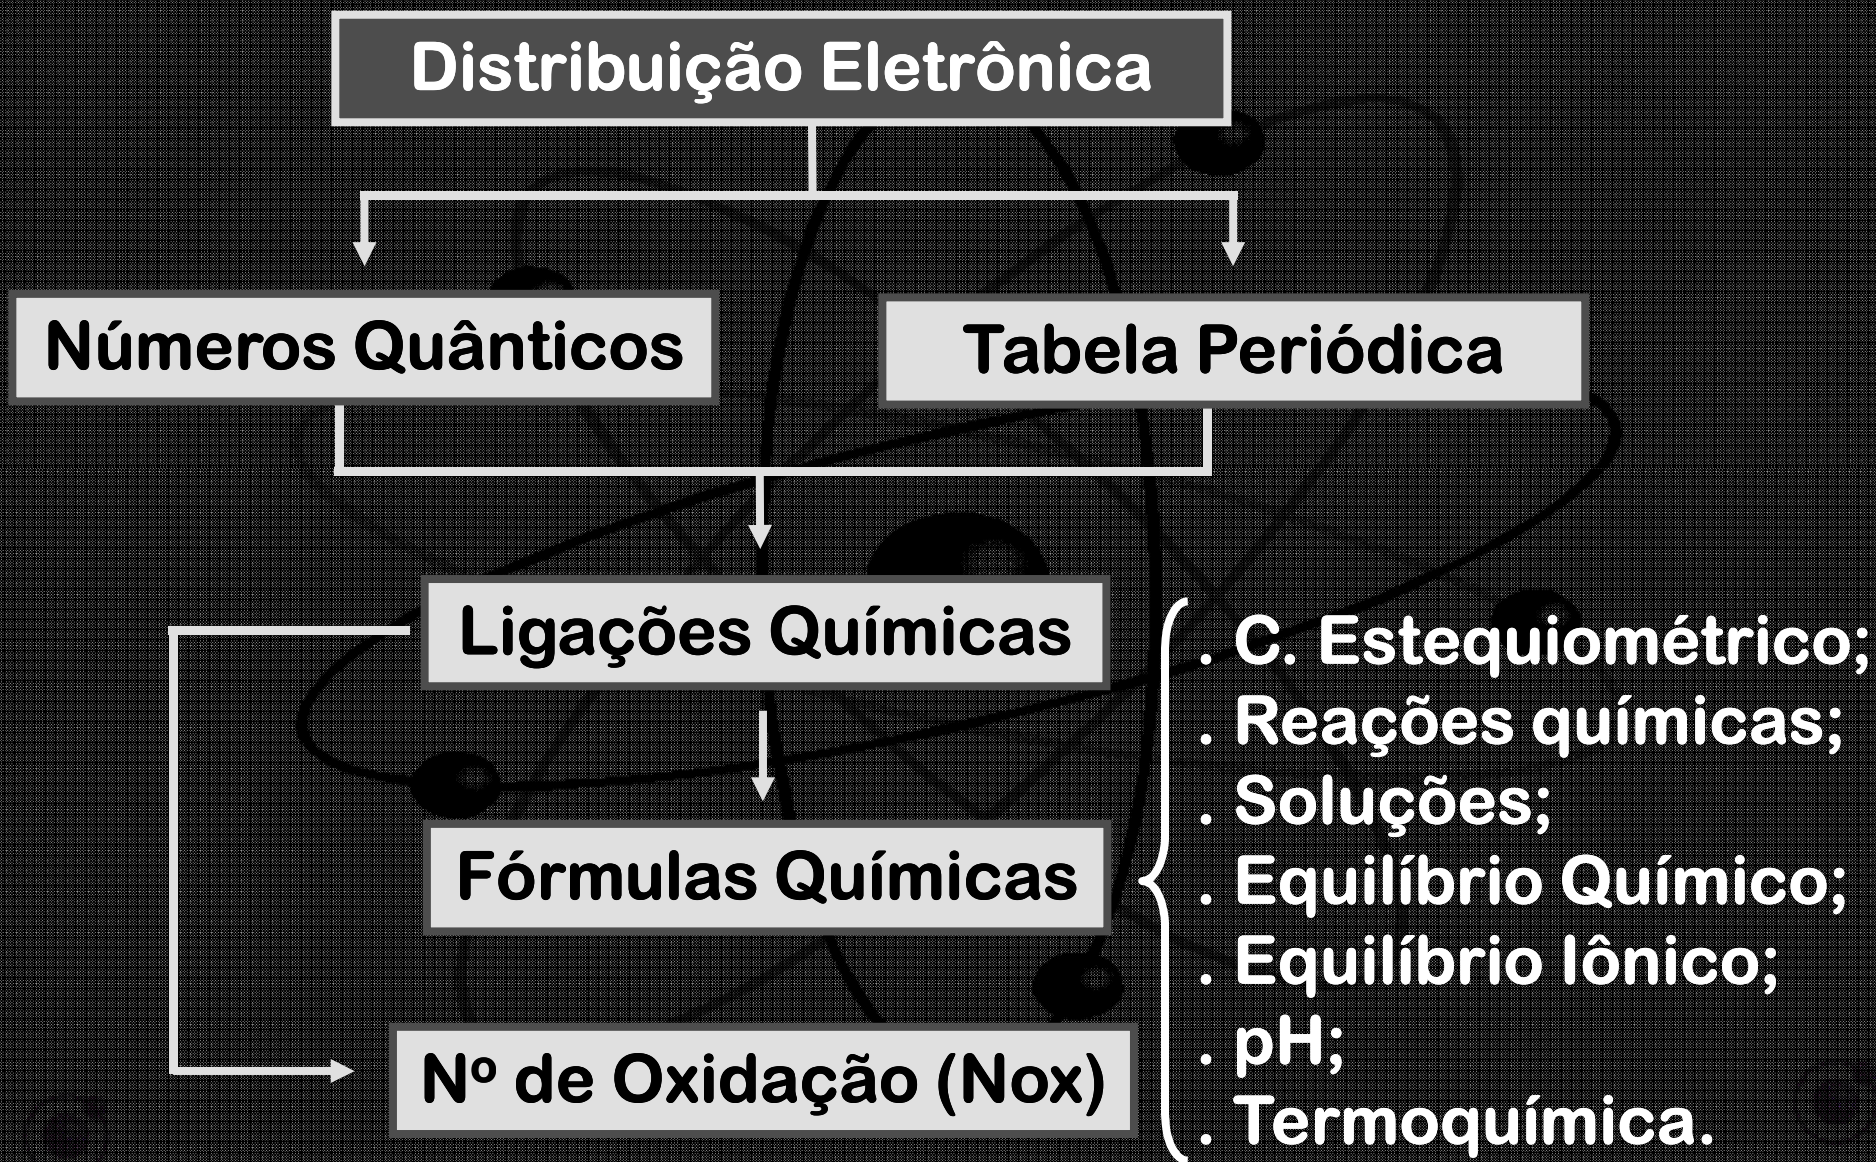 Distribuição Eletrônica
Números Quânticos
Tabela Periódica
Ligações Químicas
Fórmulas Químicas
Nº de Oxidação (Nox)
. C. Estequiométrico;
. Reações químicas;
. Soluções;
. Equilíbrio Químico;
. Equilíbrio Iônico;
. pH;
. Termoquímica.